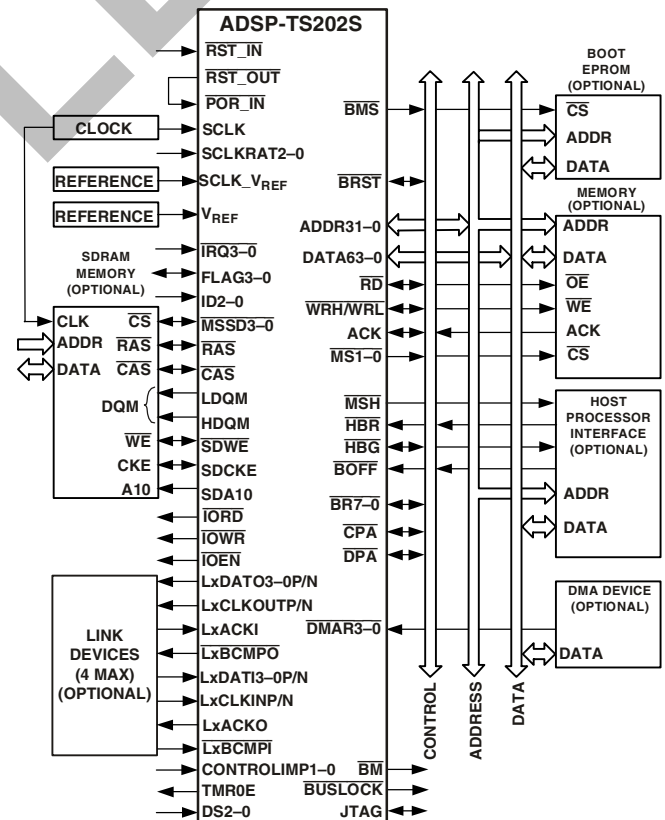 ADSP-TS202S
RST_IN
RST_OUT
POR_IN
CLOCK
SCLK
SCLKRAT2–0
REFERENCE
SCLK_VREF
REFERENCE
VREF
IRQ3–0
FLAG3–0
ID2–0
SDRAM
MEMORY
(OPTIONAL)
CLK
ADDR
DATA
CS
RAS
CAS
DQM
WE
CKE
A10
MSSD3–0
RAS
CAS
LDQM
HDQM
SDWE
SDCKE
SDA10
IORD
IOWR
IOEN
LINK
DEVICES
(4 MAX)
(OPTIONAL)
LxDATO3–0P/N
LxCLKOUTP/N
LxACKI
LxBCMPO
LxDATI3–0P/N
LxCLKINP/N
LxACKO
LxBCMPI
CONTROLIMP1–0
TMR0E
DS2–0
BMS
BRST
ADDR31–0
DATA63–0
RD
WRH/WRL
ACK
MS1–0
MSH
HBR
HBG
BOFF
BR7–0
CPA
DPA
DMAR3–0
BM
BUSLOCK
JTAG
CONTROL
ADDRESS
DATA
BOOT
EPROM
(OPTIONAL)
CS
ADDR
DATA
MEMORY
(OPTIONAL)
ADDR
DATA
OE
WE
ACK
CS
HOST
PROCESSOR
INTERFACE
(OPTIONAL)
ADDR
DATA
DMA DEVICE
(OPTIONAL)
DATA